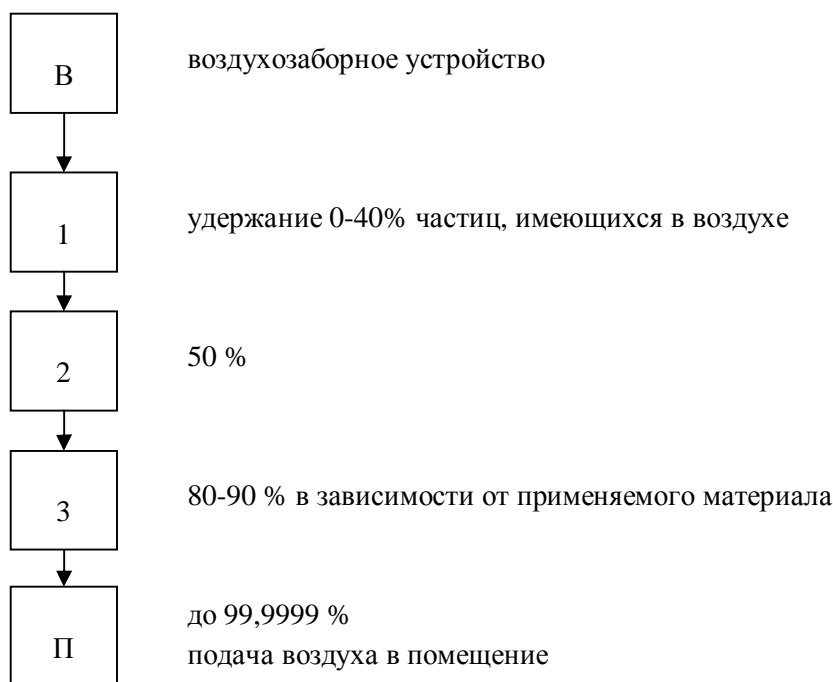 В
воздухозаборное устройство
1
удержание 0-40% частиц, имеющихся в воздухе
2
50 %
3
80-90 % в зависимости от применяемого материала
П
до 99,9999 %
подача воздуха в помещение